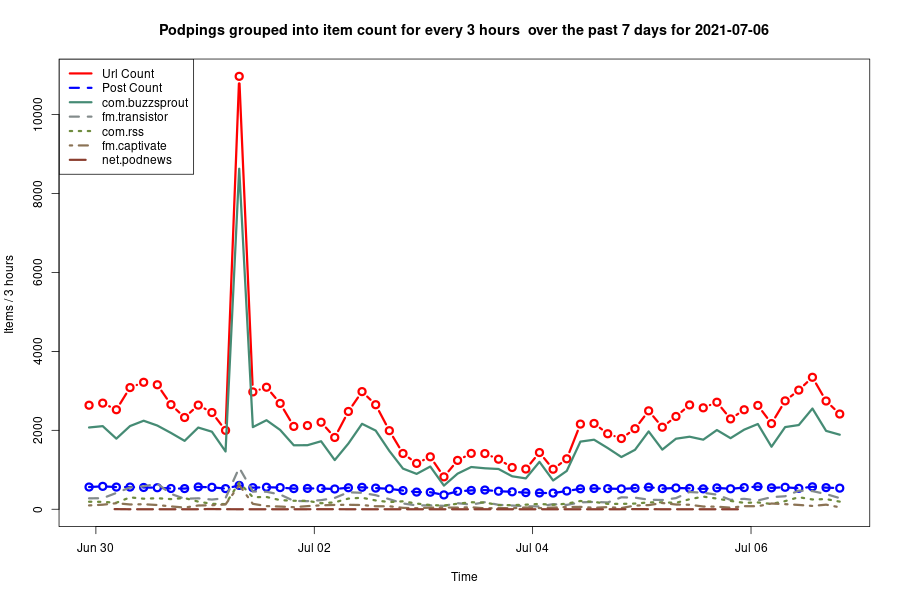 Podpings grouped into item count for every 3 hours  over the past 7 days for 2021-07-06
Url Count
Post Count
com.buzzsprout
fm.transistor
com.rss
fm.captivate
net.podnews
Items / 3 hours
10000
8000
6000
4000
2000
0
Jun 30
Jul 02
Jul 04
Jul 06
Time